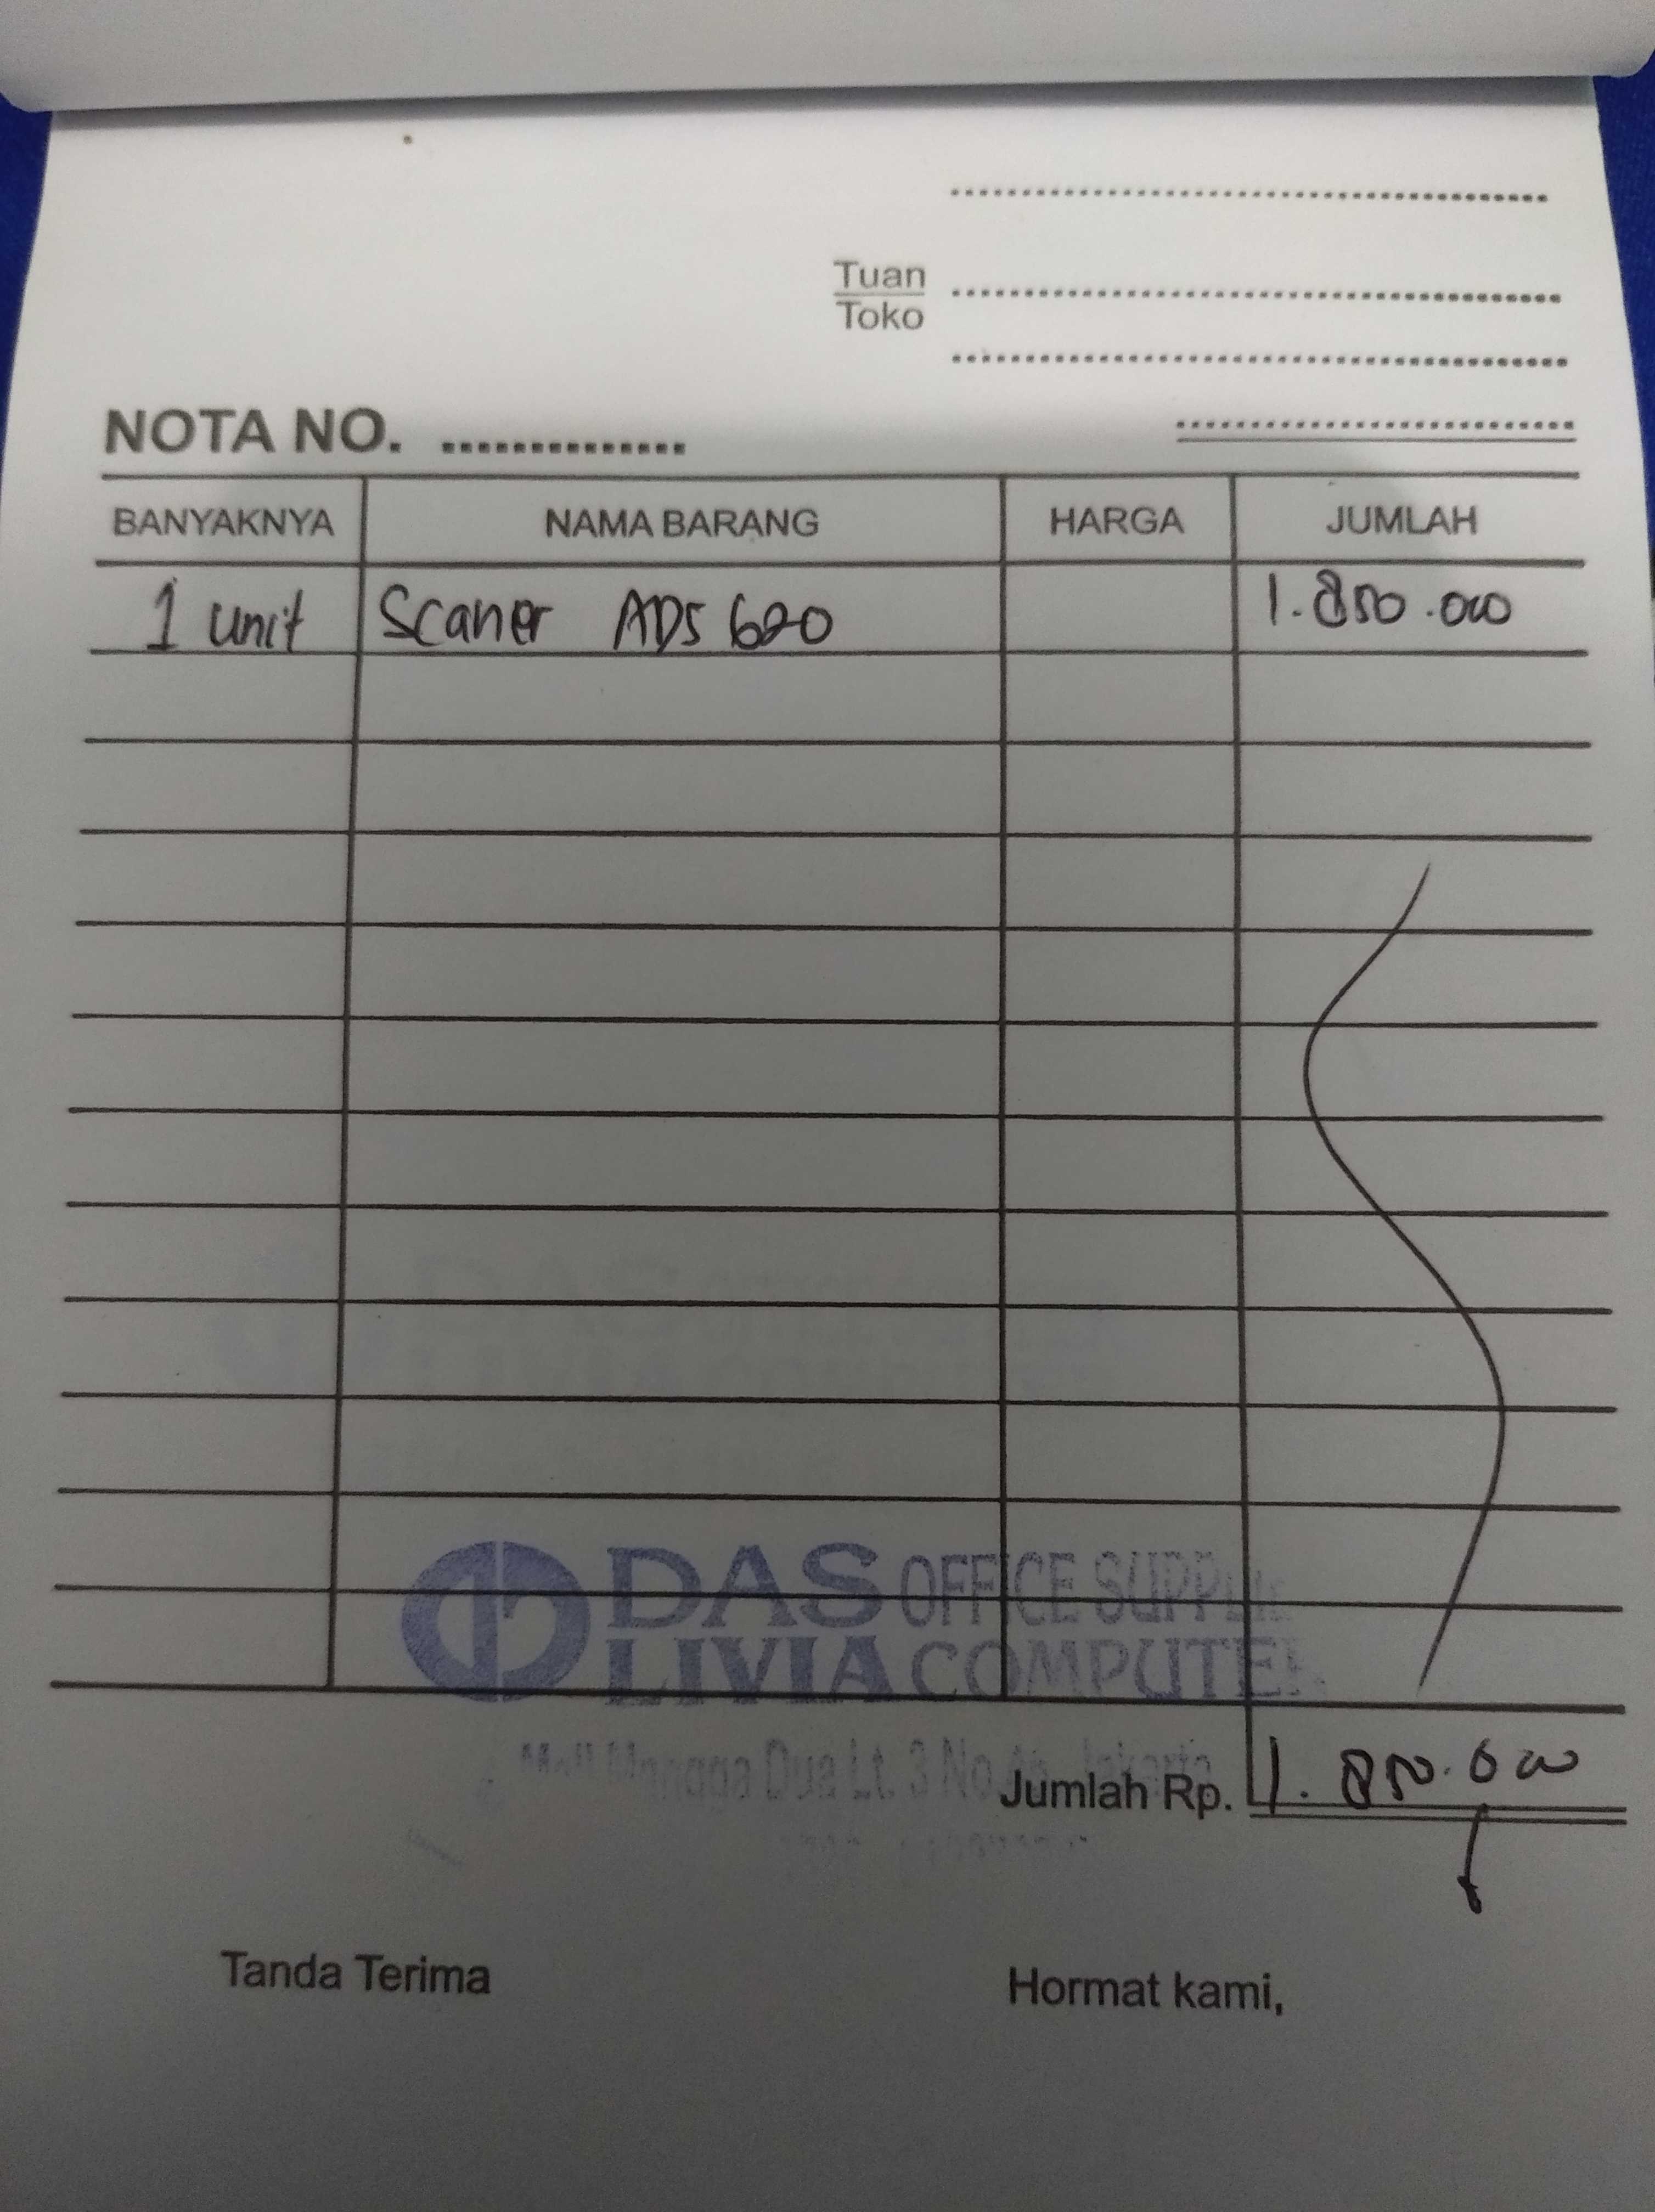 Tuan
Toko
NOTA NO. ..............
BANYAKNYA NAMA BARANG HARGA JUMLAH
1 unit Scaner ADS 620 1.850.000
DAS OFFICE SUPPLIE
LIVIA COMPUTER
Mall Mangga Dua Lt. 3 No. Jakarta
Jumlah Rp. 1.850.000
Tanda Terima Hormat kami,